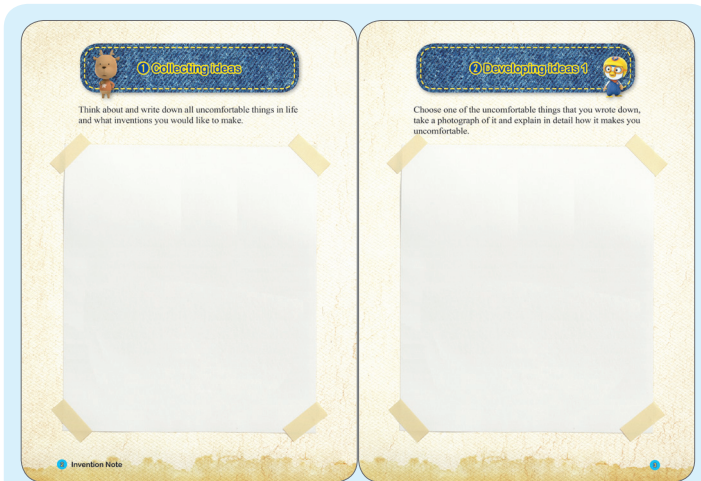 ① Collecting ideas
Think about and write down all uncomfortable things in life
and what inventions you would like to make.
Invention Note
② Developing ideas 1
Choose one of the uncomfortable things that you wrote down,
take a photograph of it and explain in detail how it makes you
uncomfortable.